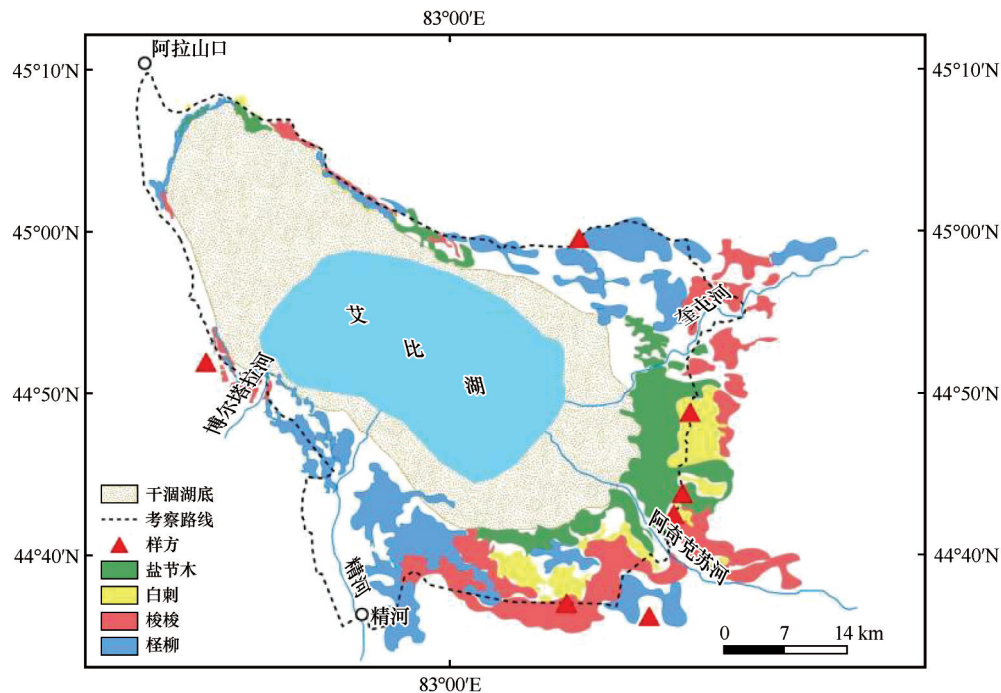 83°00′E
阿拉山口
45°10′N
45°10′N
45°00′N
45°00′N
奎屯河
艾
比
湖
博尔塔拉河
44°50′N
44°50′N
干涸湖底
考察路线
样方
盐节木
白刺
梭梭
柽柳
阿奇克苏河
44°40′N
44°40′N
精河
精河
0 7 14 km
83°00′E